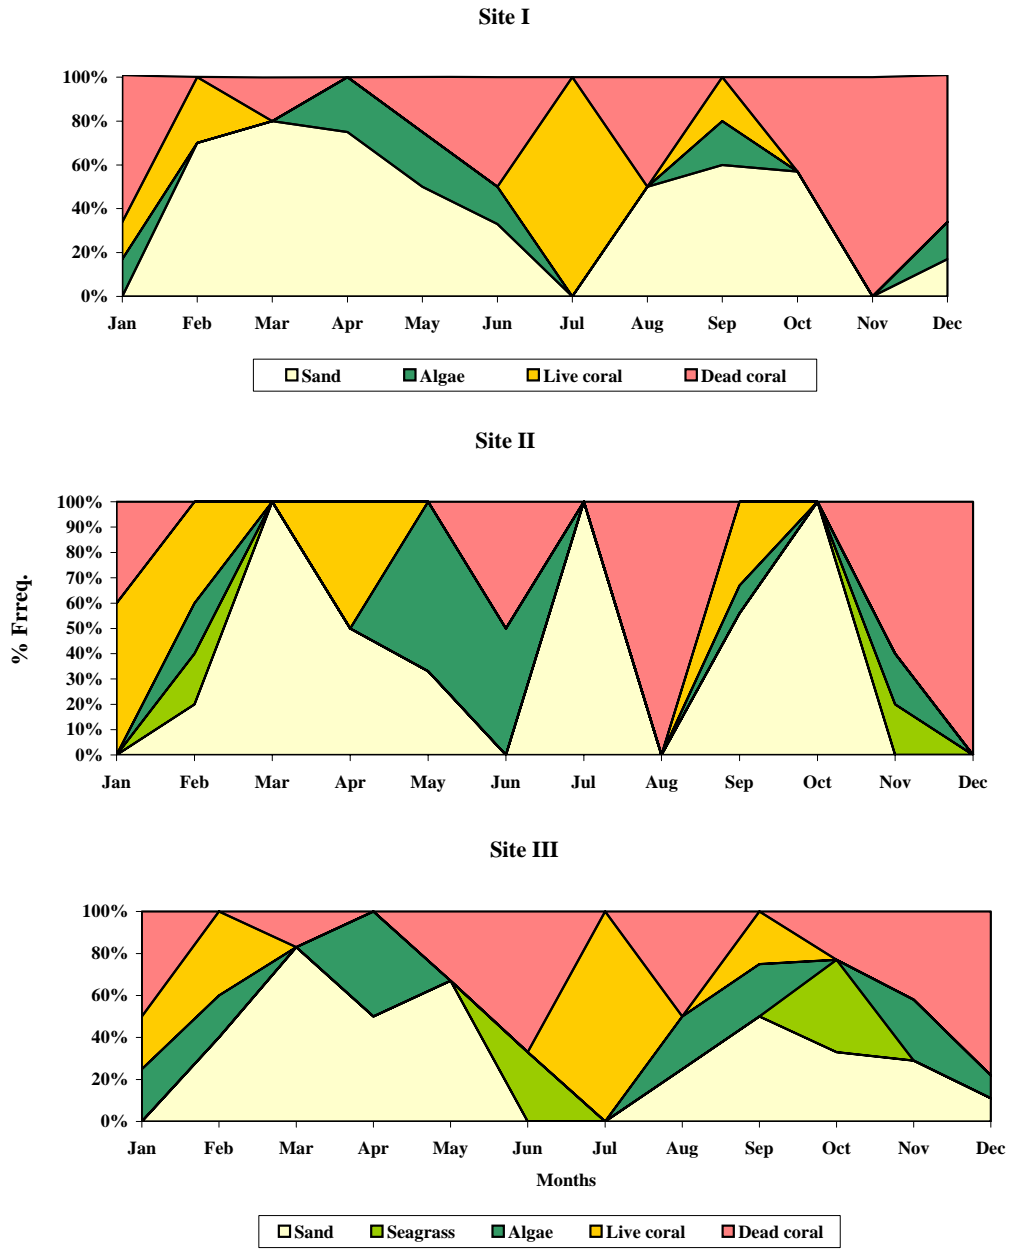 Site I
100%
80%
60%
40%
20%
0%
Jan Feb Mar Apr May Jun Jul Aug Sep Oct Nov Dec
Sand Algae Live coral Dead coral
Site II
% Frreq.
100%
90%
80%
70%
60%
50%
40%
30%
20%
10%
0%
Jan Feb Mar Apr May Jun Jul Aug Sep Oct Nov Dec
Site III
100%
80%
60%
40%
20%
0%
Jan Feb Mar Apr May Jun Jul Aug Sep Oct Nov Dec
Months
Sand Seagrass Algae Live coral Dead coral